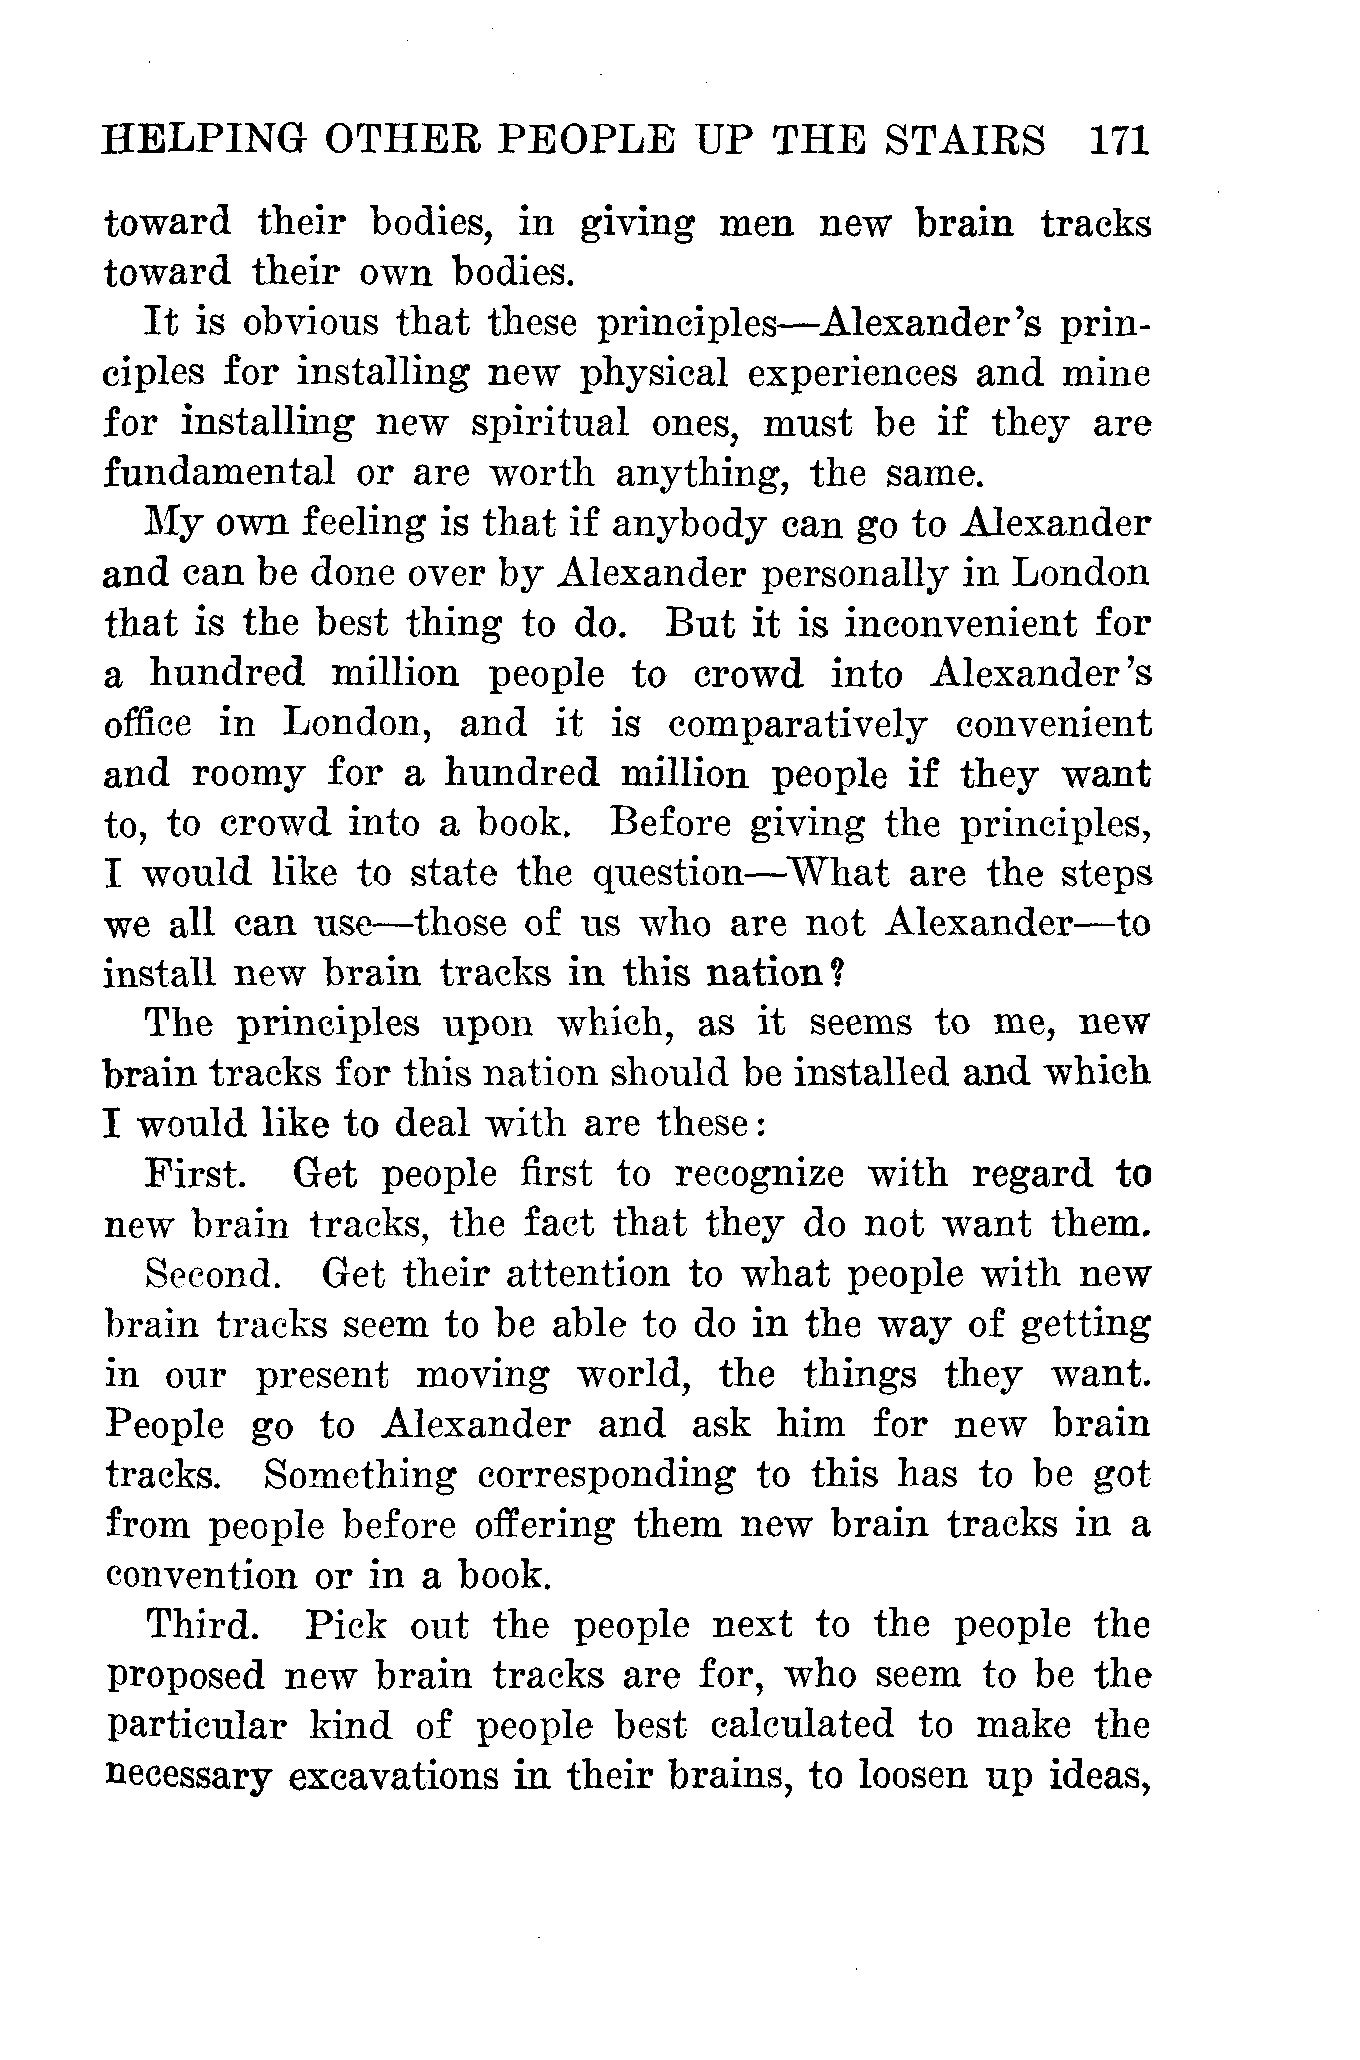 HELPING OTHER PEOPLE UP THE STAIRS 171
toward their bodies, in giving men new brain tracks
toward their own bodies.
It is obvious that these principles—Alexander's prin-
ciples for installing new physical experiences and mine
for installing new spiritual ones, must be if they are
fundamental or are worth anything, the same.
My own feeling is that if anybody can go to Alexander
and can be done over by Alexander personally in London
that is the best thing to do. But it is inconvenient for
a hundred million people to crowd into Alexander's
office in London, and it is comparatively convenient
and roomy for a hundred million people if they want
to, to crowd into a book. Before giving the principles,
I would like to state the question—What are the steps
we all can use—those of us who are not Alexander—to
install new brain tracks in this nation?
The principles upon which, as it seems to me, new
brain tracks for this nation should be installed and which
I would like to deal with are these:
First. Get people first to recognize with regard to
new brain tracks, the fact that they do not want them.
Second. Get their attention to what people with new
brain tracks seem to be able to do in the way of getting
in our present moving world, the things they want.
People go to Alexander and ask him for new brain
tracks. Something corresponding to this has to be got
from people before offering them new brain tracks in a
convention or in a book.
Third. Pick out the people next to the people the
proposed new brain tracks are for, who seem to be the
particular kind of people best calculated to make the
necessary excavations in their brains, to loosen up ideas,